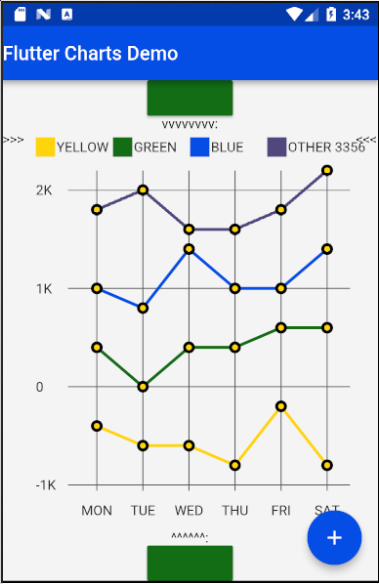 N A 3:43
Flutter Charts Demo
vvvvvvvv:
>>> YELLOW GREEN BLUE OTHER 3356 <<<
2K
1K
0
-1K
MON TUE WED THU FRI SAT
^^^^^^:
+